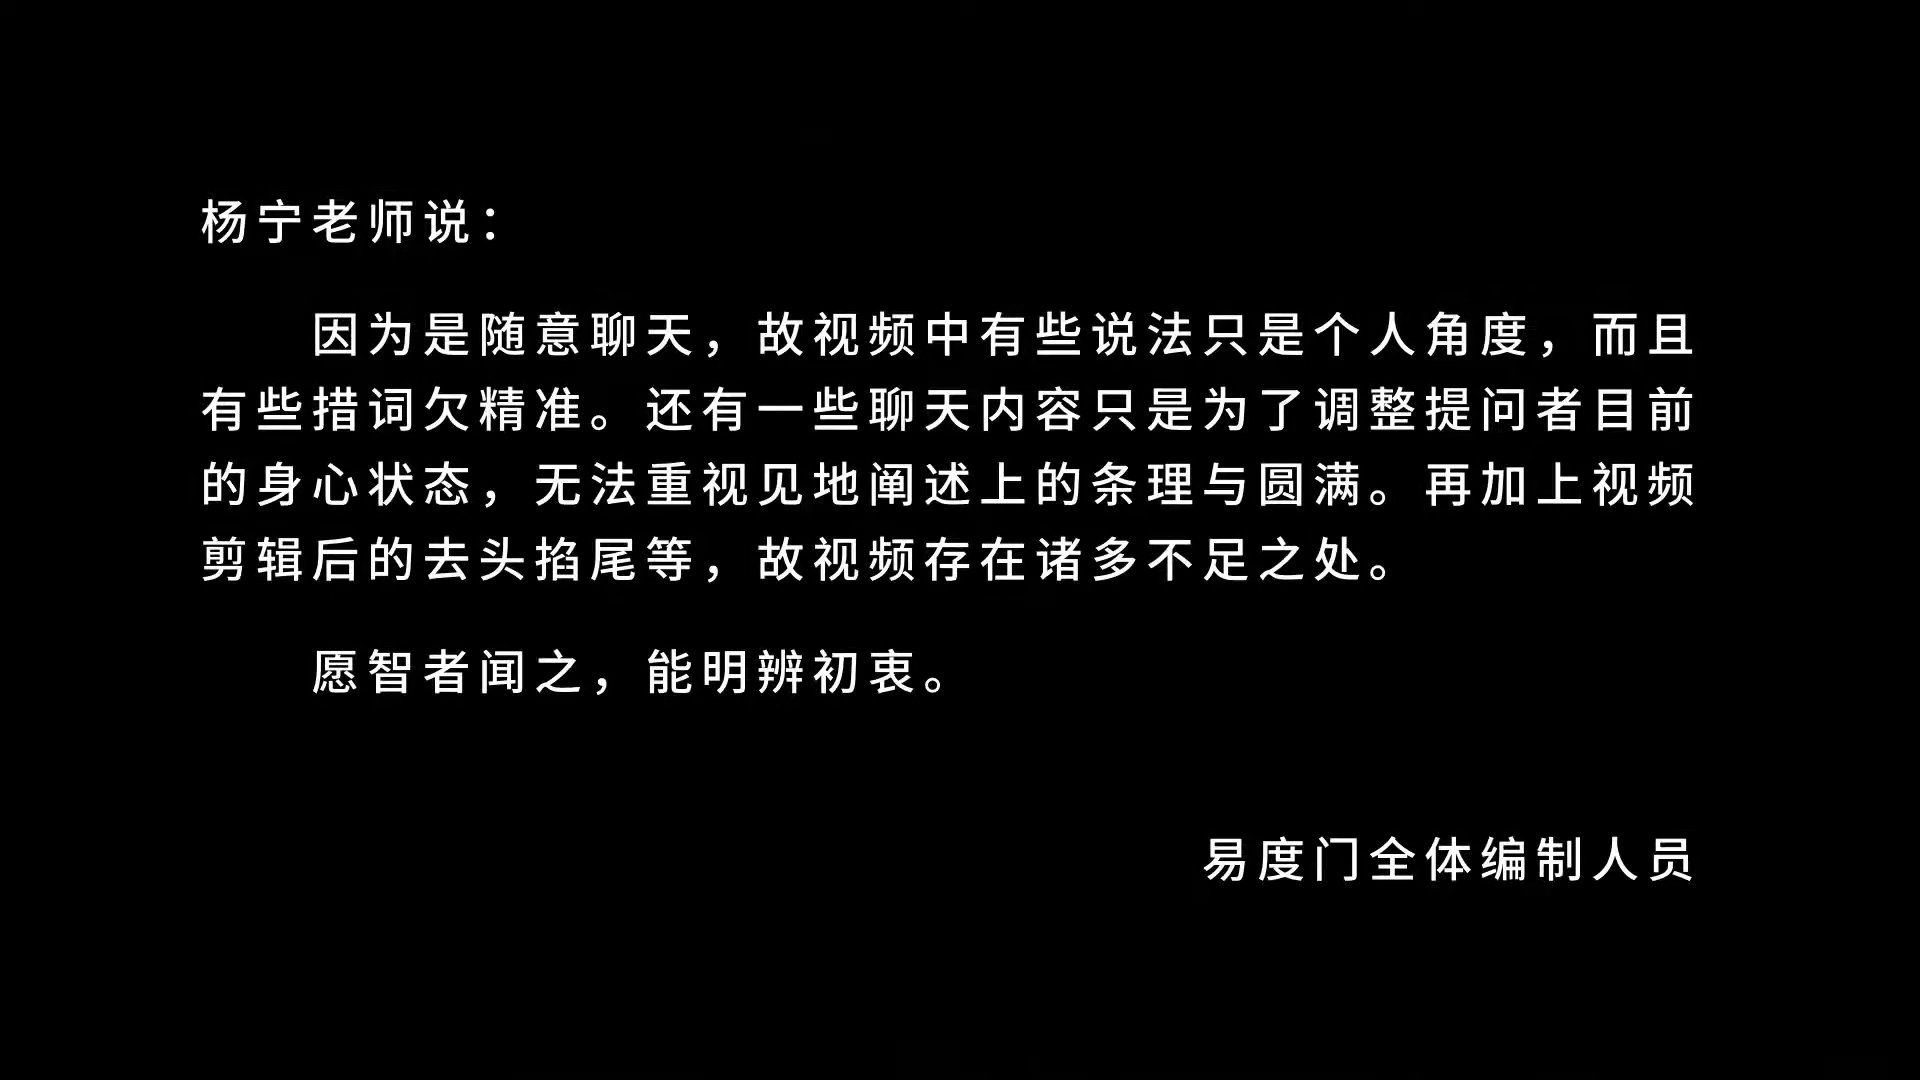 杨宁老师说：
因为是随意聊天，故视频中有些说法只是个人角度，而且
有些措词欠精准。还有一些聊天内容只是为了调整提问者目前
的身心状态，无法重视见地阐述上的条理与圆满。再加上视频
剪辑后的去头掐尾等，故视频存在诸多不足之处。
愿智者闻之，能明辨初衷。
易度门全体编制人员